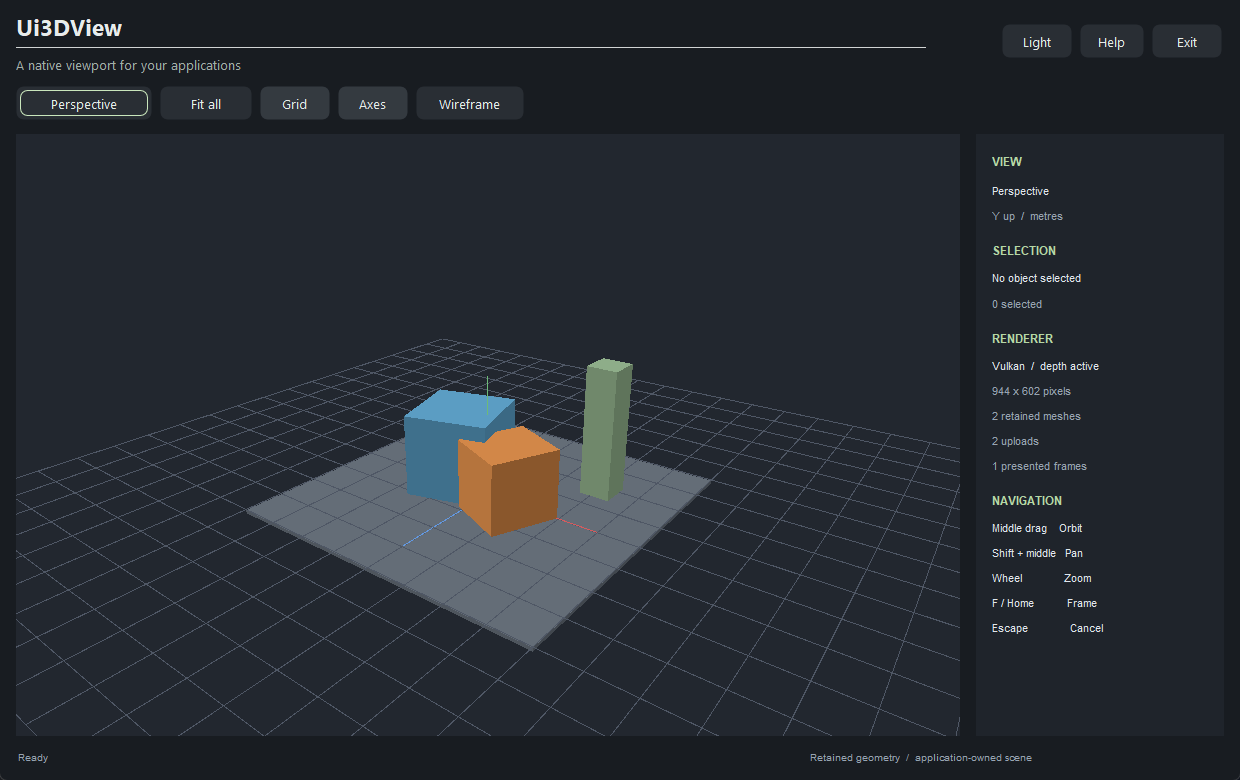 Ui3DView
Light Help Exit
A native viewport for your applications
Perspective Fit all Grid Axes Wireframe
VIEW
Perspective
Y up / metres
SELECTION
No object selected
0 selected
RENDERER
Vulkan / depth active
944 x 602 pixels
2 retained meshes
2 uploads
1 presented frames
NAVIGATION
Middle drag Orbit
Shift + middle Pan
Wheel Zoom
F / Home Frame
Escape Cancel
Ready Retained geometry / application-owned scene